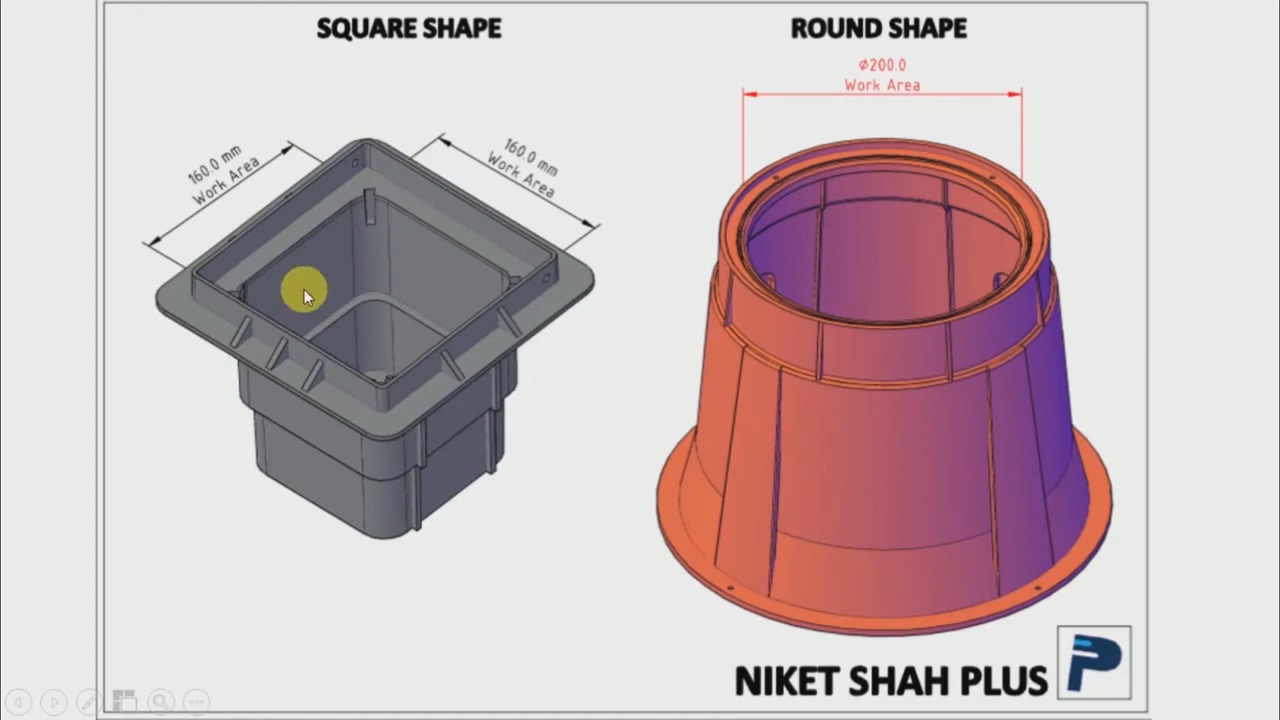 SQUARE SHAPE
ROUND SHAPE
Ø200.0
Work Area
160.0 mm
Work Area
160.0 mm
Work Area
NIKET SHAH PLUS
P